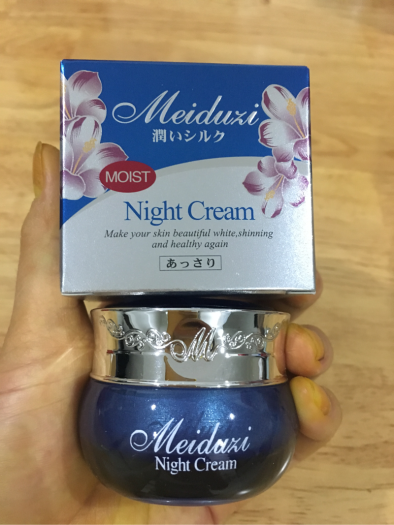 Meiduzi
潤いシルク
MOIST
Night Cream
Make your skin beautiful white,shinning
and healthy again
あっさり
M
Meiduzi
Night Cream